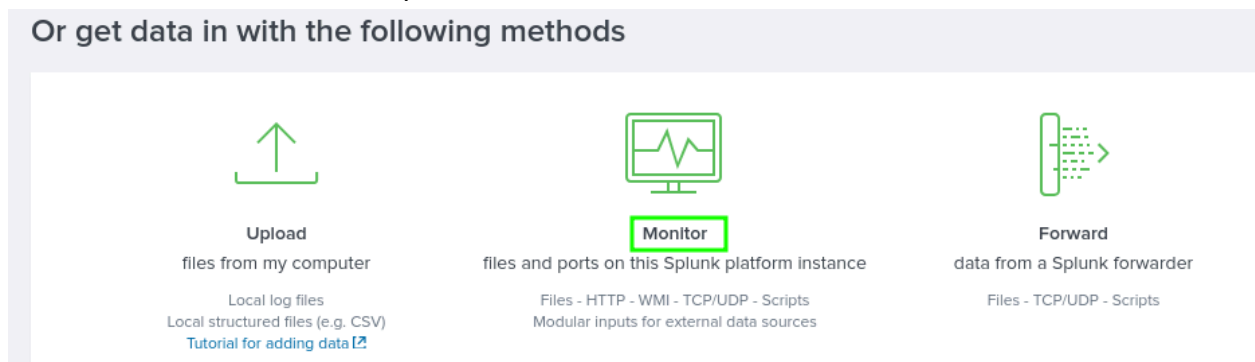 Or get data in with the following methods
Upload
files from my computer
Local log files
Local structured files (e.g. CSV)
Tutorial for adding data
Monitor
files and ports on this Splunk platform instance
Files - HTTP - WMI - TCP/UDP - Scripts
Modular inputs for external data sources
Forward
data from a Splunk forwarder
Files - TCP/UDP - Scripts